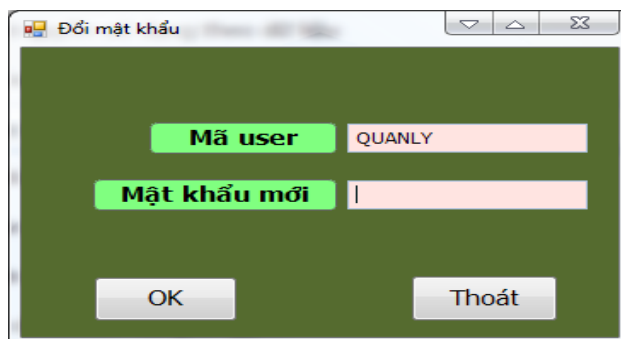 Đổi mật khẩu
Mã user QUANLY
Mật khẩu mới
OK Thoát